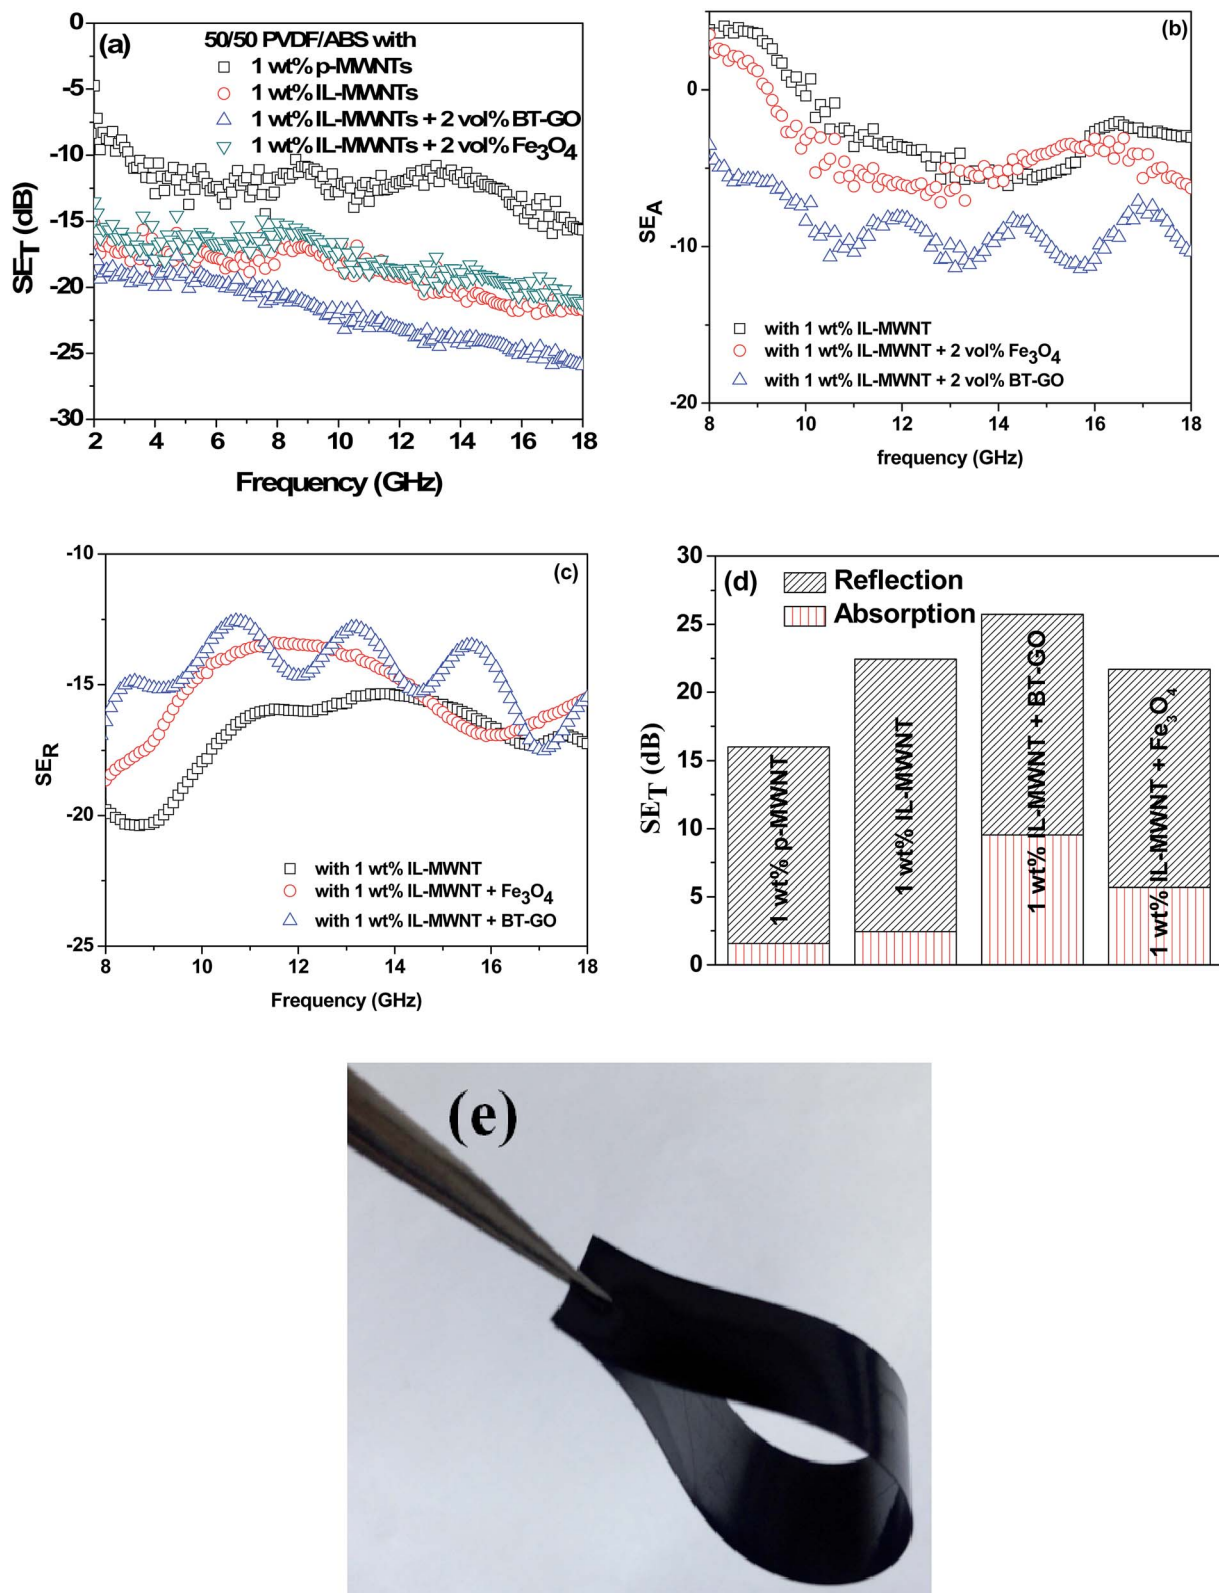 (a)
50/50 PVDF/ABS with
1 wt% p-MWNTs
1 wt% IL-MWNTs
1 wt% IL-MWNTs + 2 vol% BT-GO
1 wt% IL-MWNTs + 2 vol% Fe₃O₄
0
-5
-10
-15
-20
-25
-30
2 4 6 8 10 12 14 16 18
SE_T (dB)
Frequency (GHz)
(b)
0
-10
-20
8 10 12 14 16 18
SE_A
with 1 wt% IL-MWNT
with 1 wt% IL-MWNT + 2 vol% Fe₃O₄
with 1 wt% IL-MWNT + 2 vol% BT-GO
frequency (GHz)
(c)
-10
-15
-20
-25
8 10 12 14 16 18
SE_R
with 1 wt% IL-MWNT
with 1 wt% IL-MWNT + Fe₃O₄
with 1 wt% IL-MWNT + BT-GO
Frequency (GHz)
(d)
Reflection
Absorption
30
25
20
15
10
5
0
SE_T (dB)
1 wt% p-MWNT
1 wt% IL-MWNT
1 wt% IL-MWNT + BT-GO
1 wt% IL-MWNT + Fe₃O₄
(e)